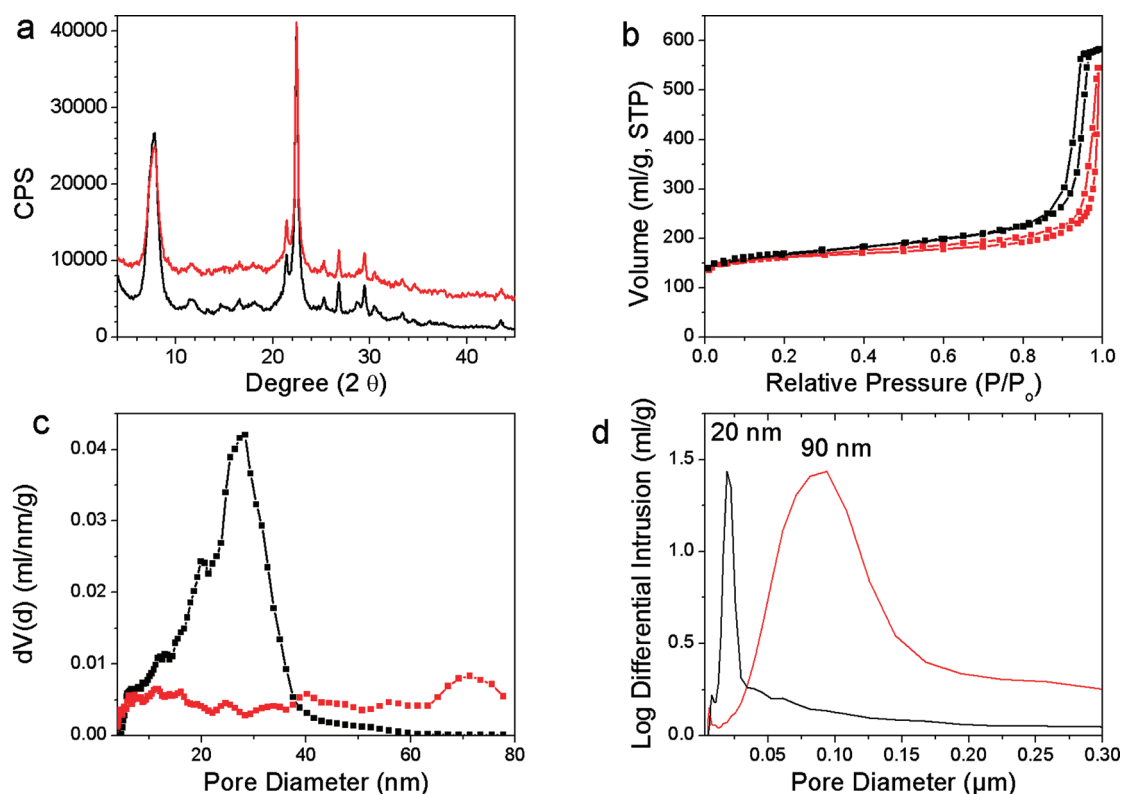 a
40000
30000
20000
10000
0
CPS
10
20
30
40
Degree (2 θ)
b
600
500
400
300
200
100
0
Volume (ml/g, STP)
0.0
0.2
0.4
0.6
0.8
1.0
Relative Pressure (P/Po)
c
0.04
0.03
0.02
0.01
0.00
dV(d) (ml/nm/g)
20
40
60
80
Pore Diameter (nm)
d
20 nm
90 nm
1.5
1.0
0.5
0.0
Log Differential Intrusion (ml/g)
0.05
0.10
0.15
0.20
0.25
0.30
Pore Diameter (µm)